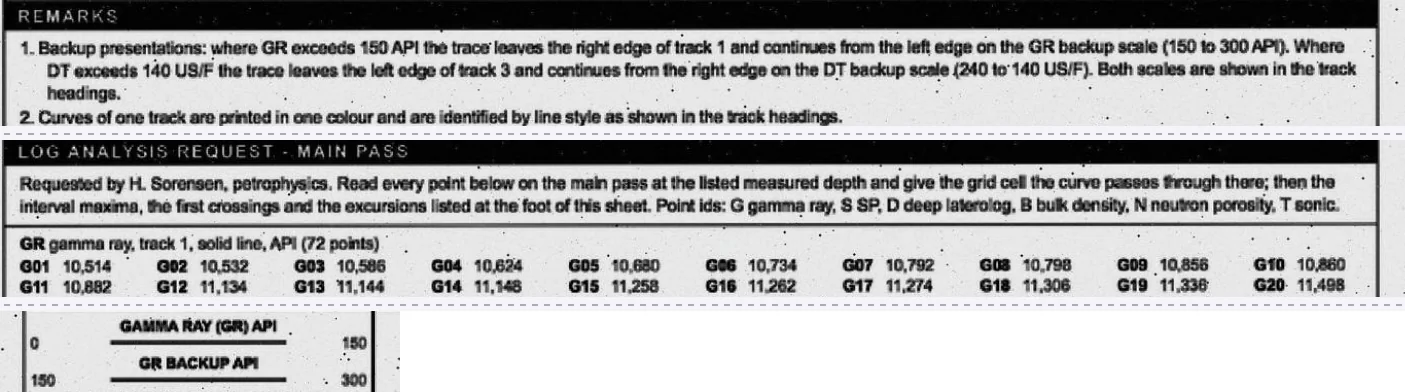 REMARKS
1. Backup presentations: where GR exceeds 150 API the trace leaves the right edge of track 1 and continues from the left edge on the GR backup scale (150 to 300 API). Where
DT exceeds 140 US/F the trace leaves the left edge of track 3 and continues from the right edge on the DT backup scale (240 to 140 US/F). Both scales are shown in the track
headings.
2. Curves of one track are printed in one colour and are identified by line style as shown in the track headings.
LOG ANALYSIS REQUEST - MAIN PASS
Requested by H. Sorensen, petrophysics. Read every point below on the main pass at the listed measured depth and give the grid cell the curve passes through there; then the
interval maxima, the first crossings and the excursions listed at the foot of this sheet. Point ids: G gamma ray, S SP, D deep laterolog, B bulk density, N neutron porosity, T sonic.
GR gamma ray, track 1, solid line, API (72 points)
G01 10,514 G02 10,532 G03 10,586 G04 10,624 G05 10,680 G06 10,734 G07 10,792 G08 10,798 G09 10,856 G10 10,860
G11 10,882 G12 11,134 G13 11,144 G14 11,148 G15 11,258 G16 11,262 G17 11,274 G18 11,306 G19 11,336 G20 11,498
GAMMA RAY (GR) API
0 150
GR BACKUP API
150 300